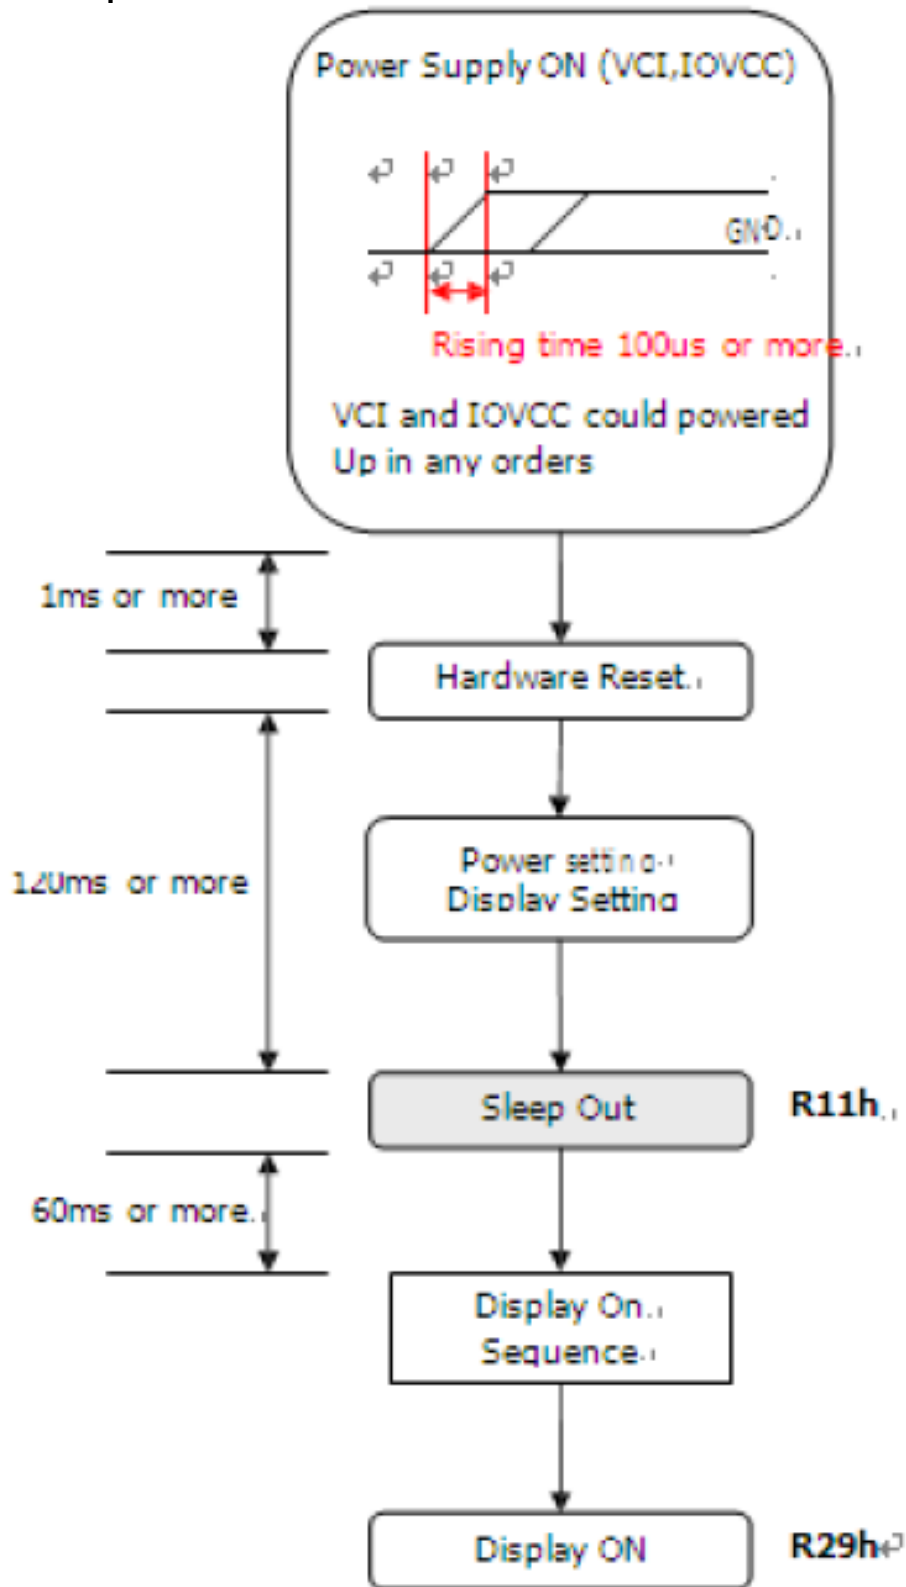 Power Supply ON (VCI,IOVCC)
GND
Rising time 100us or more
VCI and IOVCC could powered
Up in any orders
1ms or more
Hardware Reset
Power setting
Display Setting
120ms or more
Sleep Out
R11h
60ms or more
Display On
Sequence
Display ON
R29h